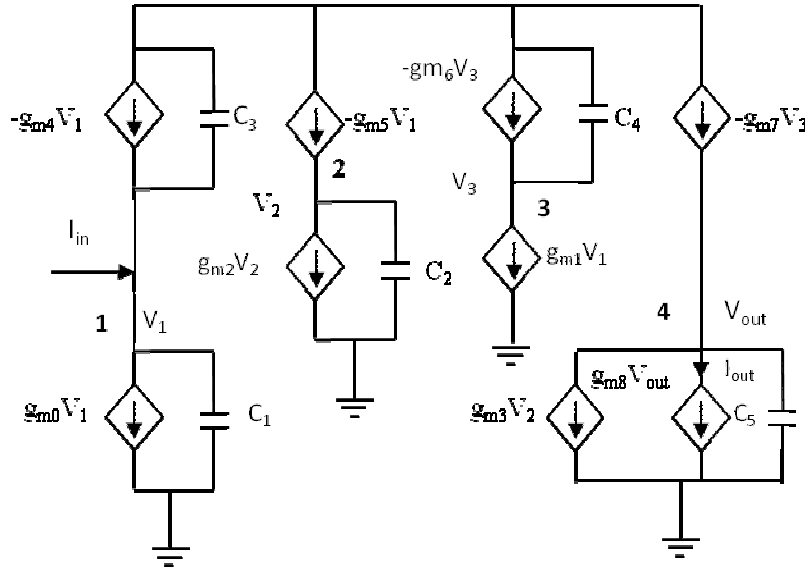 -gm6V3
-gm4V1
C3
-gm5V1
C4
-gm7V3
2
V3
V2
3
Iin
gm2V2
C2
gm1V1
1
V1
4
Vout
gm8Vout
Iout
gm0V1
C1
gm3V2
C5